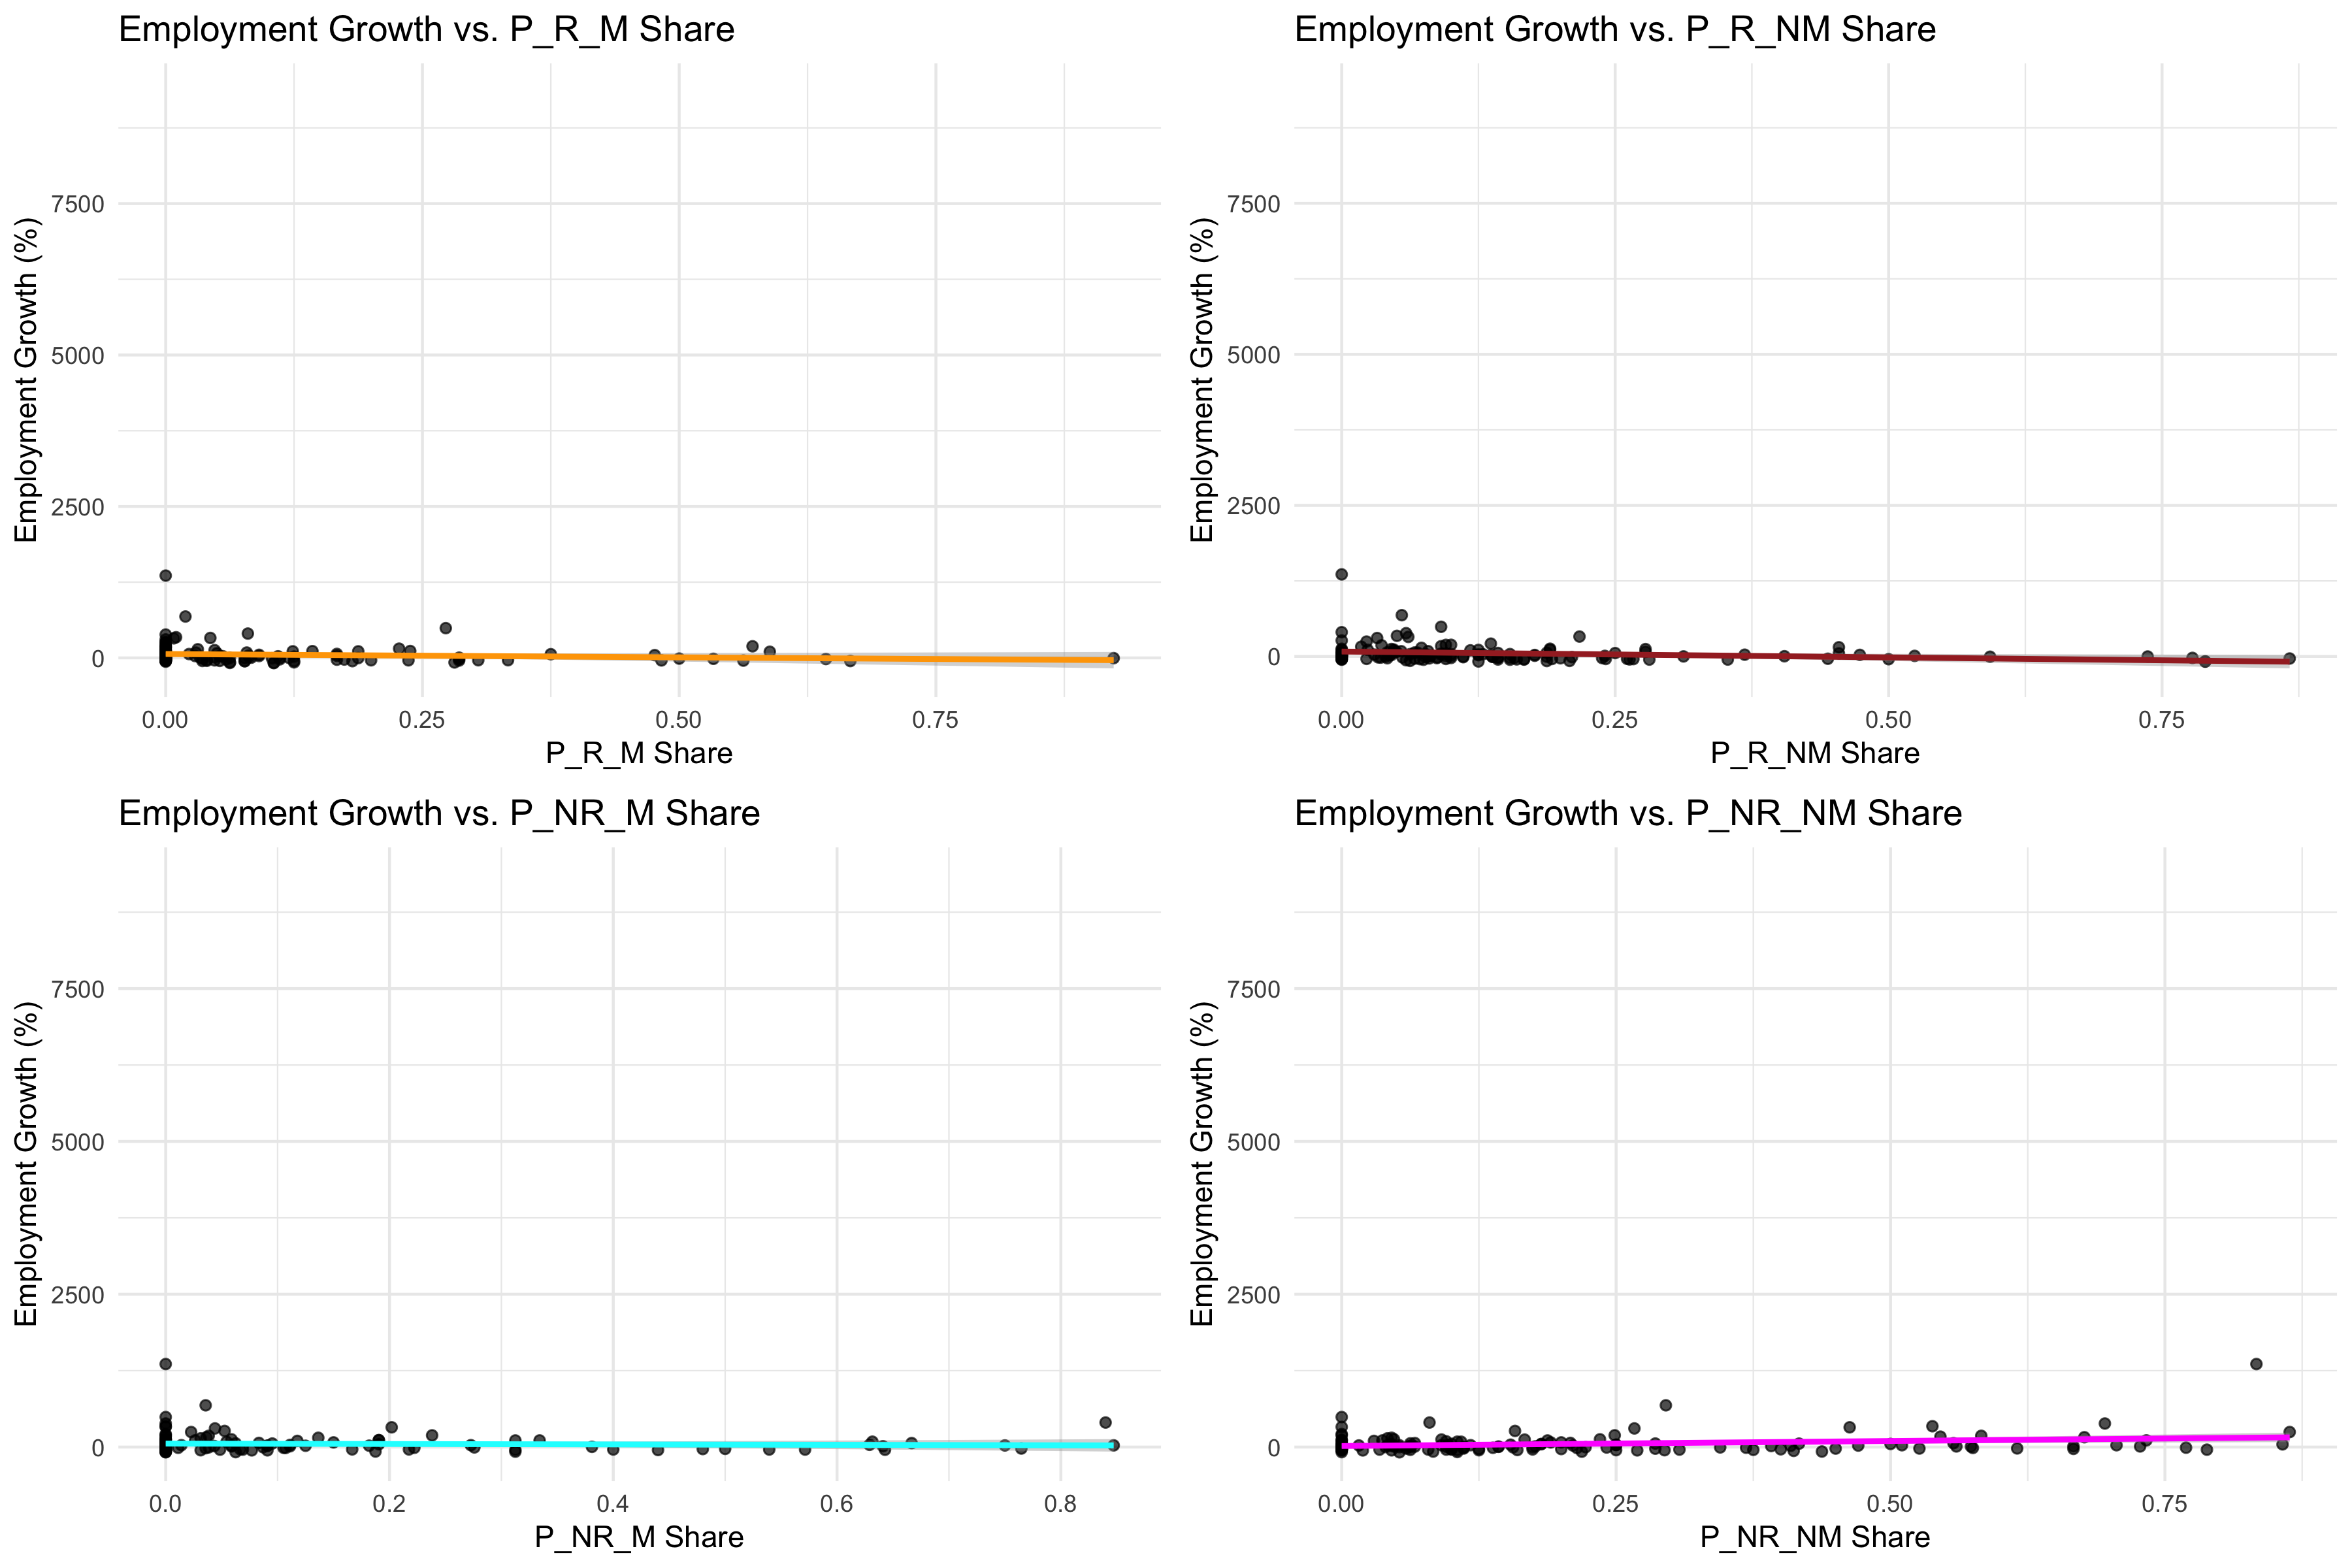 Employment Growth vs. P_R_M Share
Employment Growth (%)
7500
5000
2500
0
0.00 0.25 0.50 0.75
P_R_M Share
Employment Growth vs. P_R_NM Share
Employment Growth (%)
7500
5000
2500
0
0.00 0.25 0.50 0.75
P_R_NM Share
Employment Growth vs. P_NR_M Share
Employment Growth (%)
7500
5000
2500
0
0.0 0.2 0.4 0.6 0.8
P_NR_M Share
Employment Growth vs. P_NR_NM Share
Employment Growth (%)
7500
5000
2500
0
0.00 0.25 0.50 0.75
P_NR_NM Share